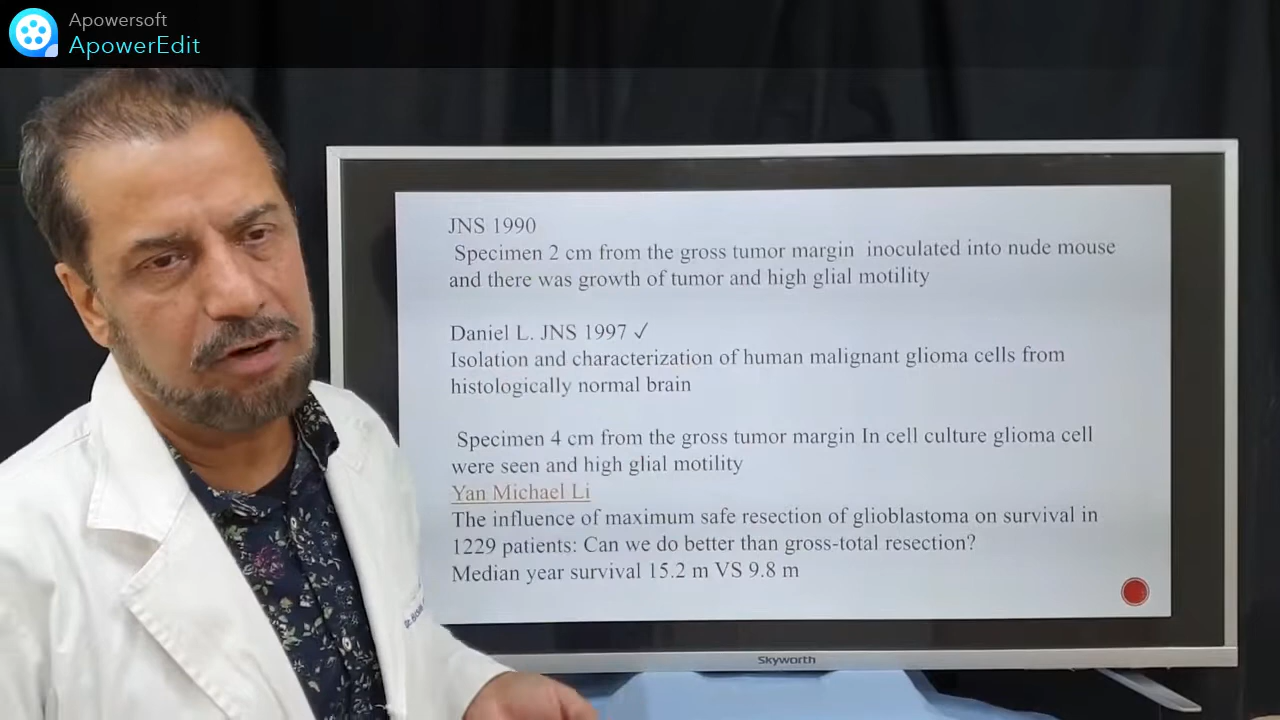 Apowersoft
ApowerEdit
JNS 1990
Specimen 2 cm from the gross tumor margin inoculated into nude mouse
and there was growth of tumor and high glial motility
Daniel L. JNS 1997 ✓
Isolation and characterization of human malignant glioma cells from
histologically normal brain
Specimen 4 cm from the gross tumor margin In cell culture glioma cell
were seen and high glial motility
Yan Michael Li
The influence of maximum safe resection of glioblastoma on survival in
1229 patients: Can we do better than gross-total resection?
Median year survival 15.2 m VS 9.8 m
Skyworth